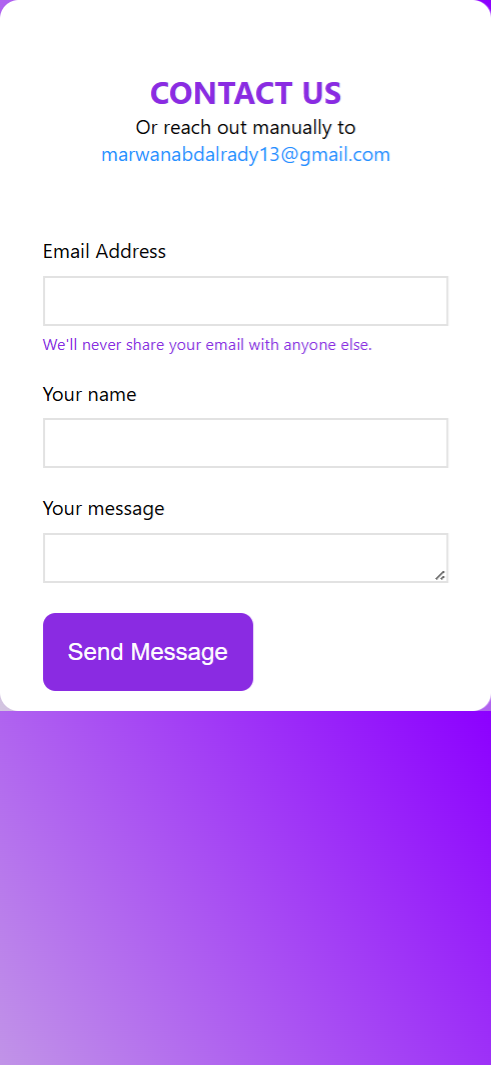 CONTACT US
Or reach out manually to
marwanabdalrady13@gmail.com
Email Address
We'll never share your email with anyone else.
Your name
Your message
Send Message